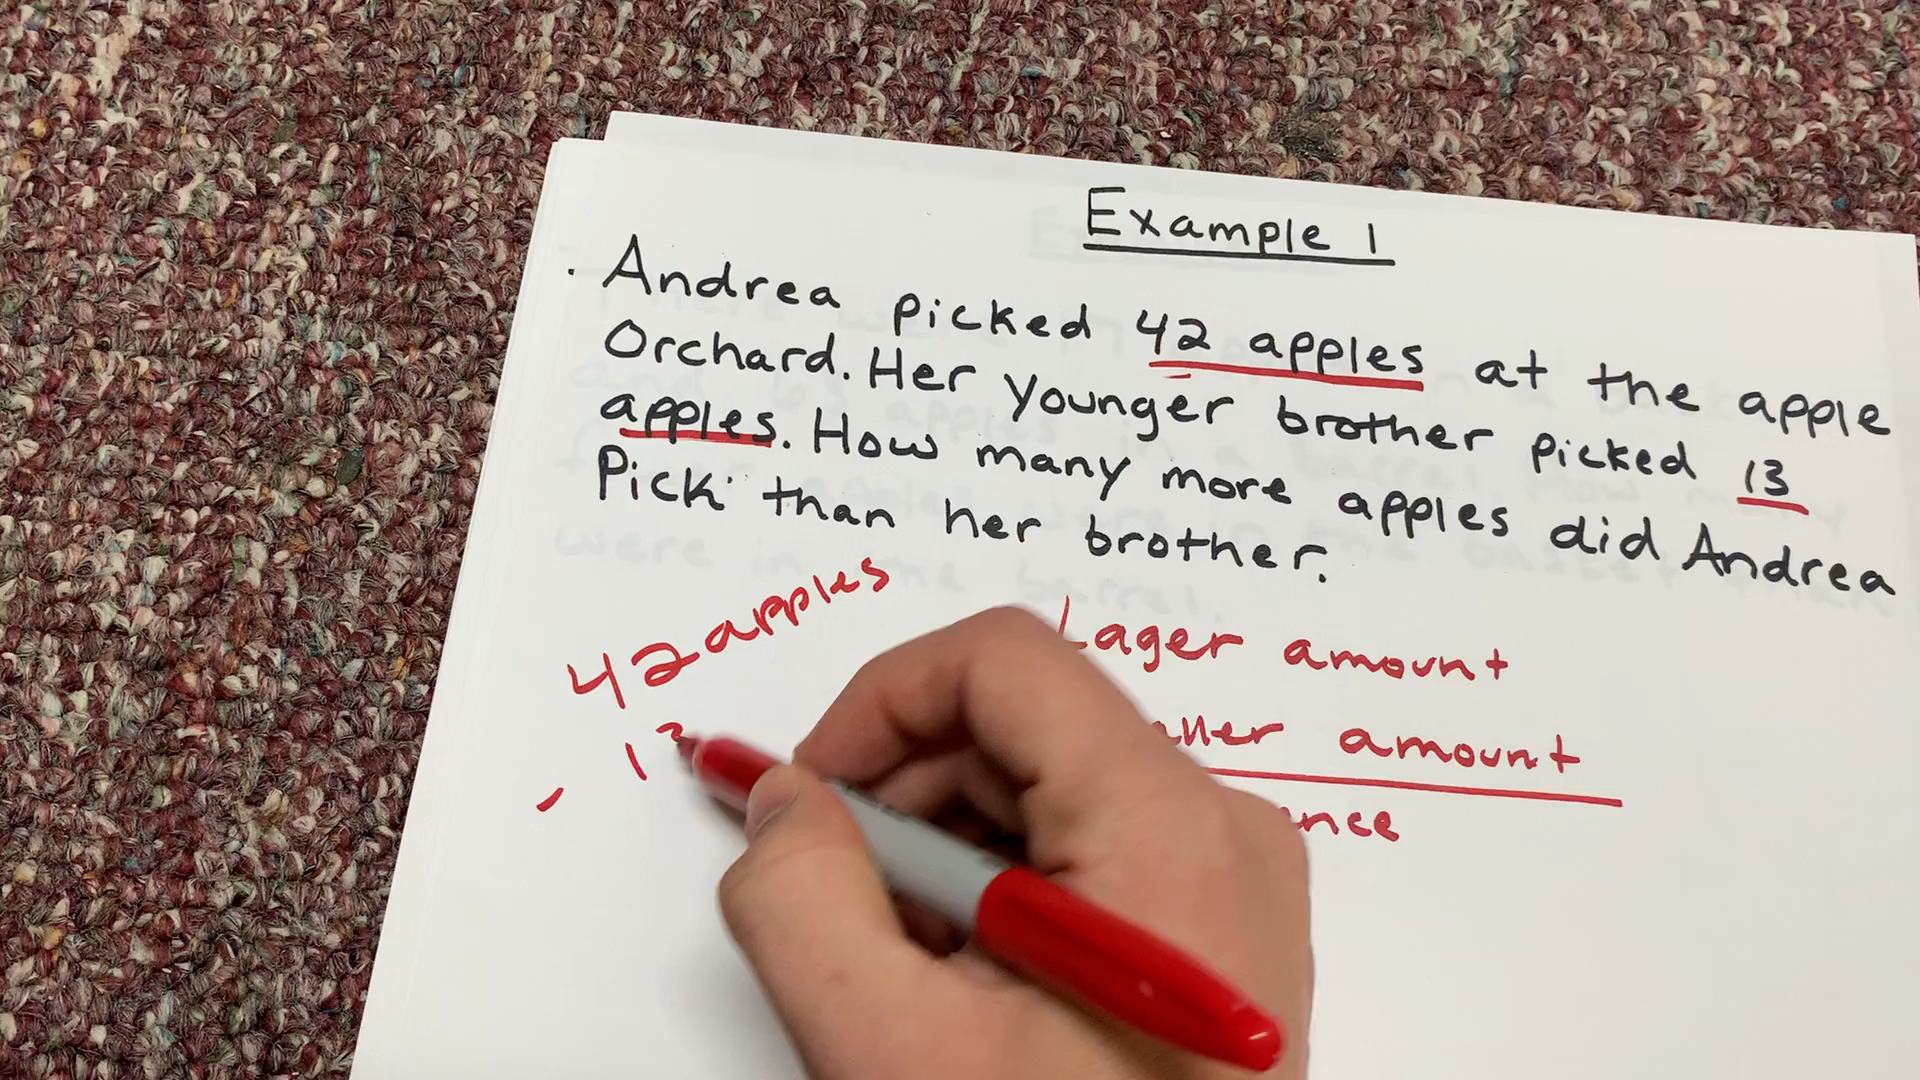 Example 1
. Andrea picked 42 apples at the apple
Orchard. Her younger brother picked 13
apples. How many more apples did Andrea
Pick than her brother.
42 apples
Lager amount
- 1
amount